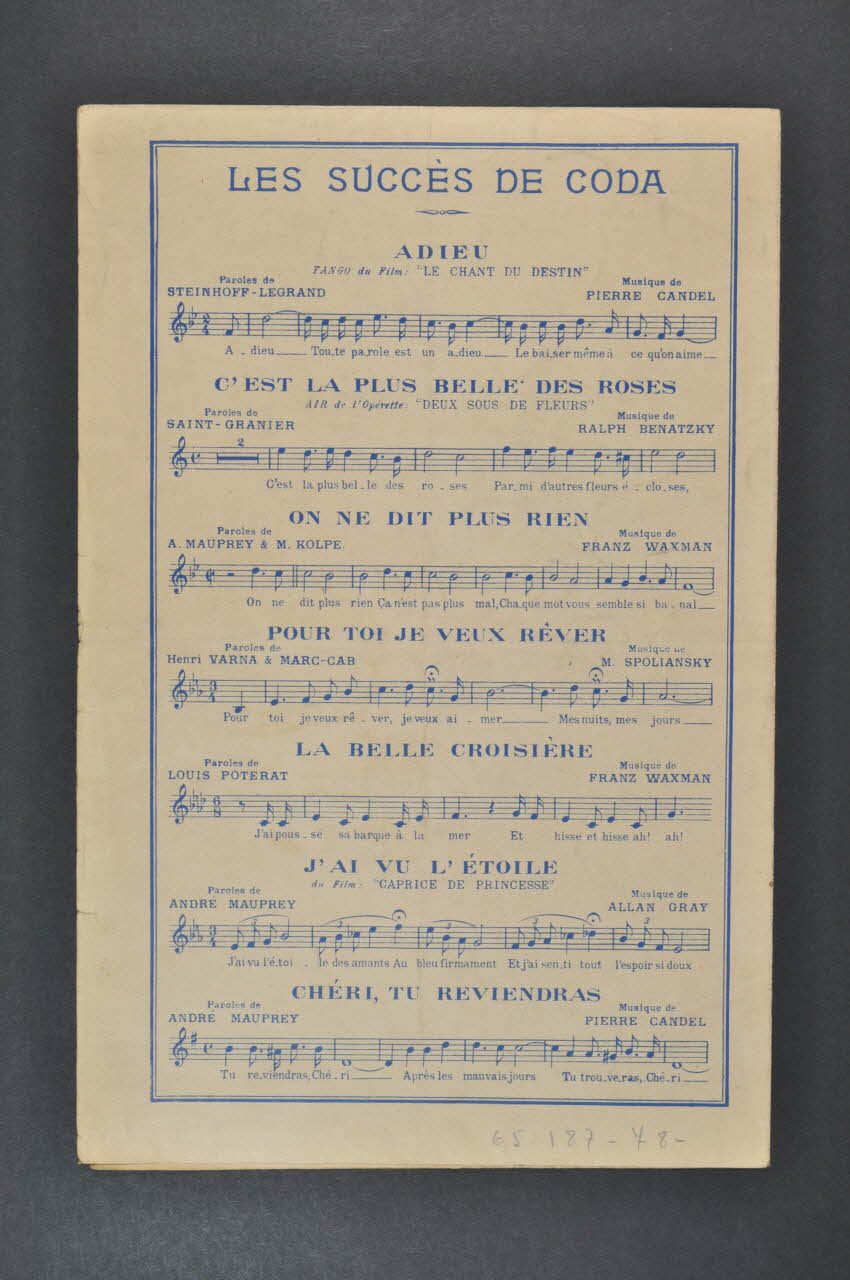 LES SUCCÈS DE CODA
ADIEU
TANGO du Film: "LE CHANT DU DESTIN"
Paroles de
STEINHOFF-LEGRAND
Musique de
PIERRE CANDEL
A - dieu Tou-te pa-role est un a-dieu Le bai-ser même à ce qu'on aime
C'EST LA PLUS BELLE DES ROSES
AIR de l'Opérette: "DEUX SOUS DE FLEURS"
Paroles de
SAINT-GRANIER
Musique de
RALPH BENATZKY
2
C'est la plus bel-le des ro-ses Par-mi d'autres fleurs é-clo-ses,
ON NE DIT PLUS RIEN
Paroles de
A. MAUPREY & M. KOLPE.
Musique de
FRANZ WAXMAN
On ne dit plus rien Ça n'est pas plus mal, Cha-que mot vous semble si ba-nal
POUR TOI JE VEUX RÊVER
Paroles de
Henri VARNA & MARC-CAB
Musique de
M. SPOLIANSKY
Pour toi je veux rê-ver, je veux ai-mer Mes nuits, mes jours
LA BELLE CROISIÈRE
Paroles de
LOUIS POTERAT
Musique de
FRANZ WAXMAN
J'ai pous-sé sa barque à la mer Et hisse et hisse ah! ah!
J'AI VU L'ÉTOILE
du Film: "CAPRICE DE PRINCESSE"
Paroles de
ANDRÉ MAUPREY
Musique de
ALLAN GRAY
J'ai vu l'é-toi-le des amants Au bleu firmament Et j'ai sen-ti tout l'espoir si doux
CHÉRI, TU REVIENDRAS
Paroles de
ANDRÉ MAUPREY
Musique de
PIERRE CANDEL
Tu re-viendras, Ché-ri Après les mauvais jours Tu trou-ve-ras, Ché-ri